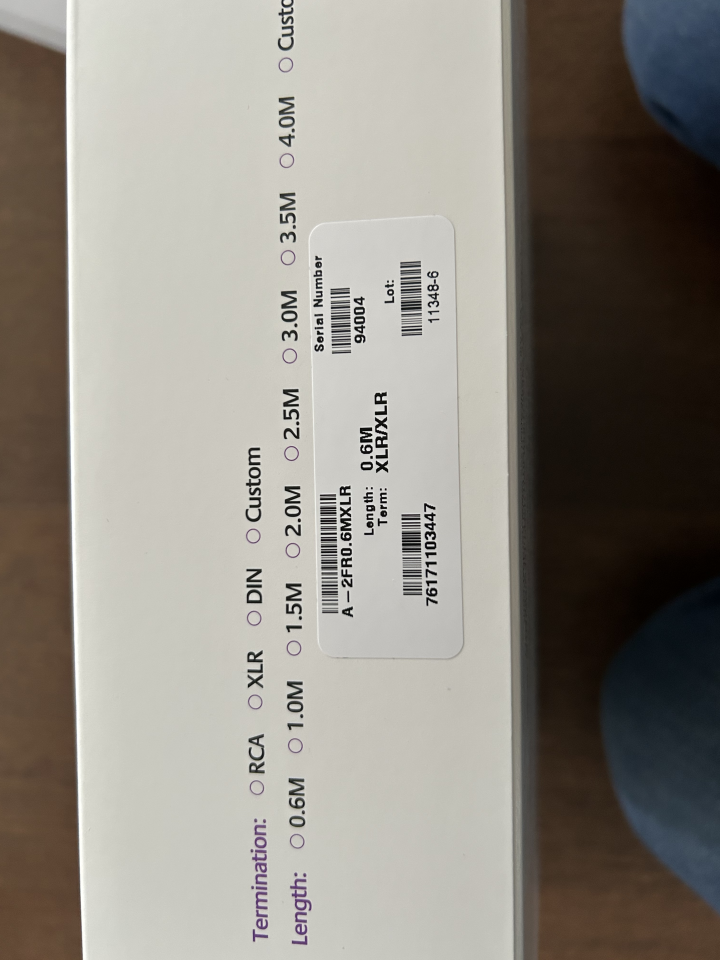 Termination: ○ RCA ○ XLR ○ DIN ○ Custom
Length: ○ 0.6M ○ 1.0M ○ 1.5M ○ 2.0M ○ 2.5M ○ 3.0M ○ 3.5M ○ 4.0M ○
Serial Number
A-2FR0.6MXLR
94004
Length: 0.6M
Term: XLR/XLR
Lot:
76171103447
11348-6